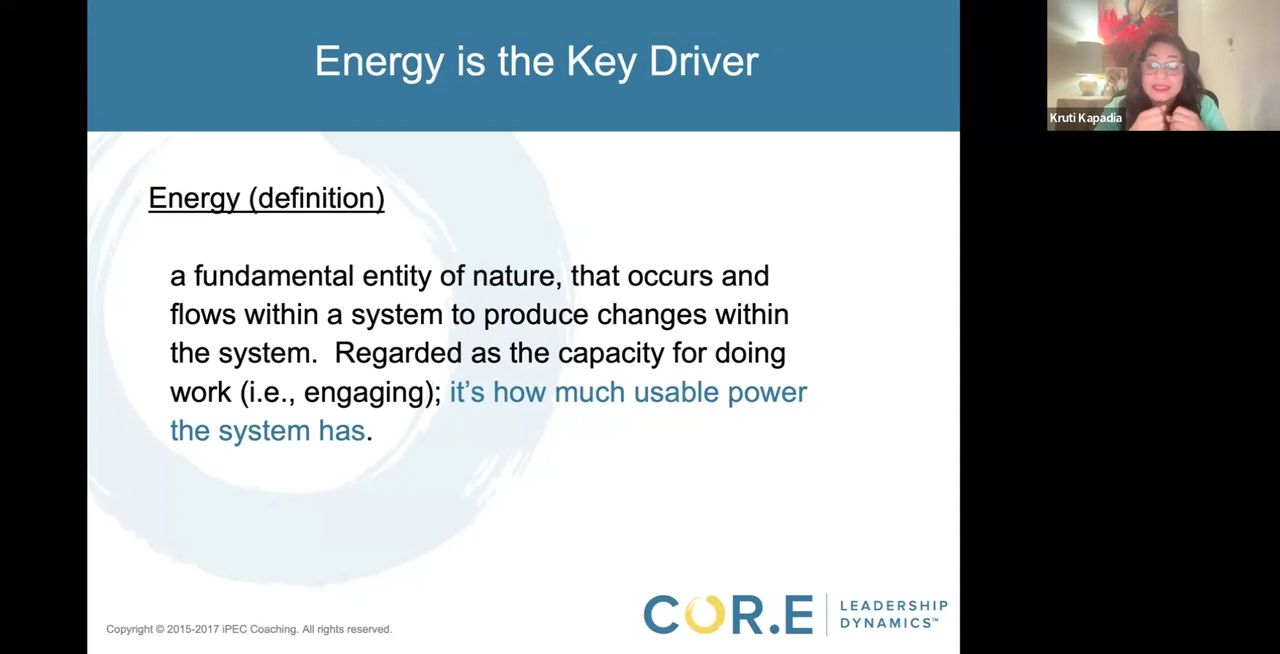 Energy is the Key Driver
Kruti Kapadia
Energy (definition)
a fundamental entity of nature, that occurs and
flows within a system to produce changes within
the system.  Regarded as the capacity for doing
work (i.e., engaging); it’s how much usable power
the system has.
Copyright © 2015-2017 iPEC Coaching. All rights reserved.
COR.E
LEADERSHIP
DYNAMICS™